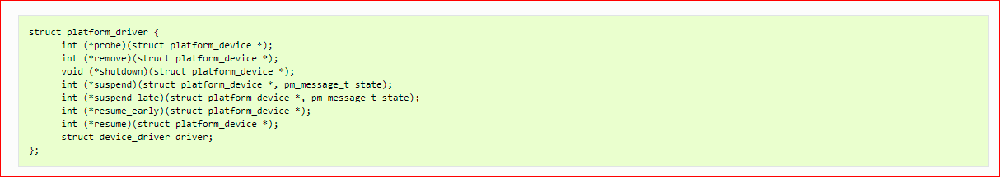 struct platform_driver {
      int (*probe)(struct platform_device *);
      int (*remove)(struct platform_device *);
      void (*shutdown)(struct platform_device *);
      int (*suspend)(struct platform_device *, pm_message_t state);
      int (*suspend_late)(struct platform_device *, pm_message_t state);
      int (*resume_early)(struct platform_device *);
      int (*resume)(struct platform_device *);
      struct device_driver driver;
};